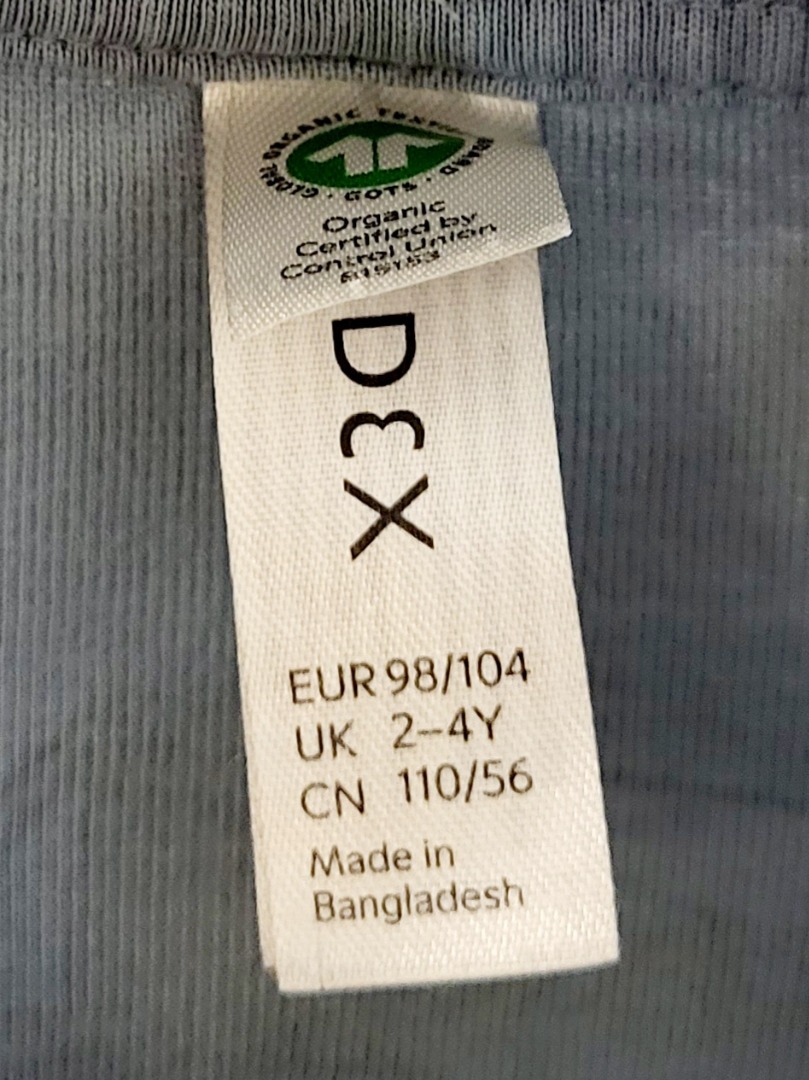 GLOBAL ORGANIC TEXTILE STANDARD · GOTS ·
Organic
Certified by
Control Union
DEX
EUR 98/104
UK 2–4Y
CN 110/56
Made in
Bangladesh